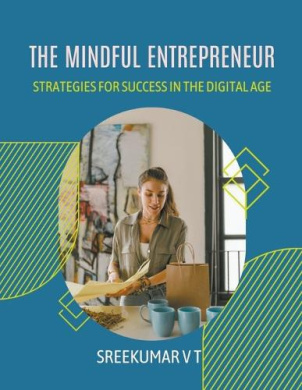 THE MINDFUL ENTREPRENEUR
STRATEGIES FOR SUCCESS IN THE DIGITAL AGE
SREEKUMAR V T